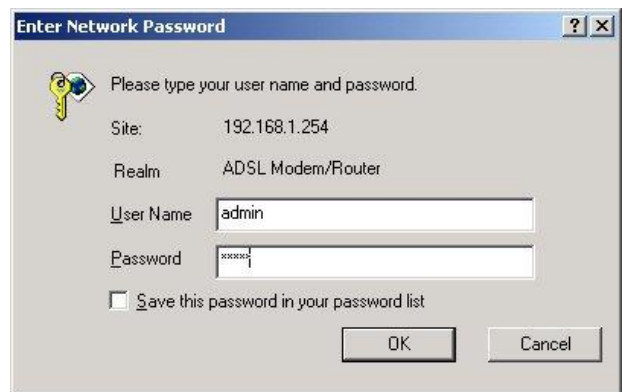 Enter Network Password
Please type your user name and password.
Site: 192.168.1.254
Realm ADSL Modem/Router
User Name admin
Password xxxxx
Save this password in your password list
OK Cancel